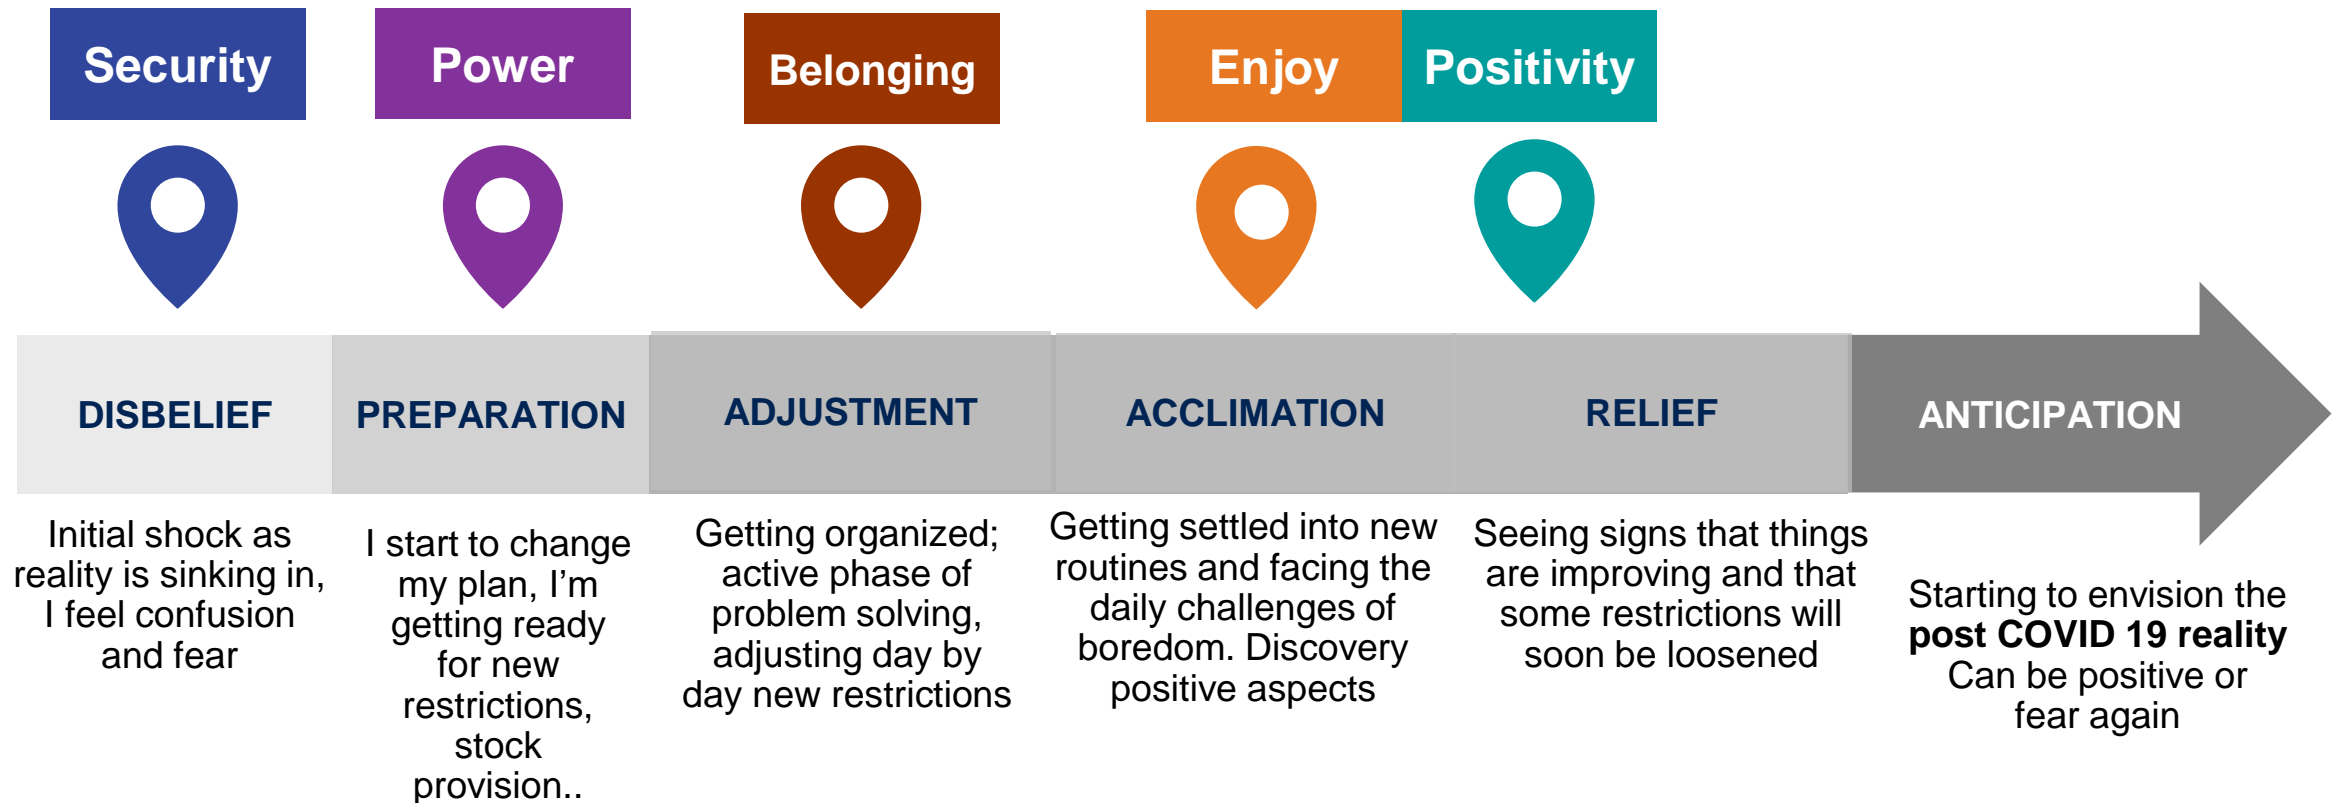 Security
Power
Belonging
Enjoy
Positivity
DISBELIEF
PREPARATION
ADJUSTMENT
ACCLIMATION
RELIEF
ANTICIPATION
Initial shock as
reality is sinking in,
I feel confusion
and fear
I start to change
my plan, I’m
getting ready
for new
restrictions,
stock
provision..
Getting organized;
active phase of
problem solving,
adjusting day by
day new restrictions
Getting settled into new
routines and facing the
daily challenges of
boredom. Discovery
positive aspects
Seeing signs that things
are improving and that
some restrictions will
soon be loosened
Starting to envision the
post COVID 19 reality
Can be positive or
fear again